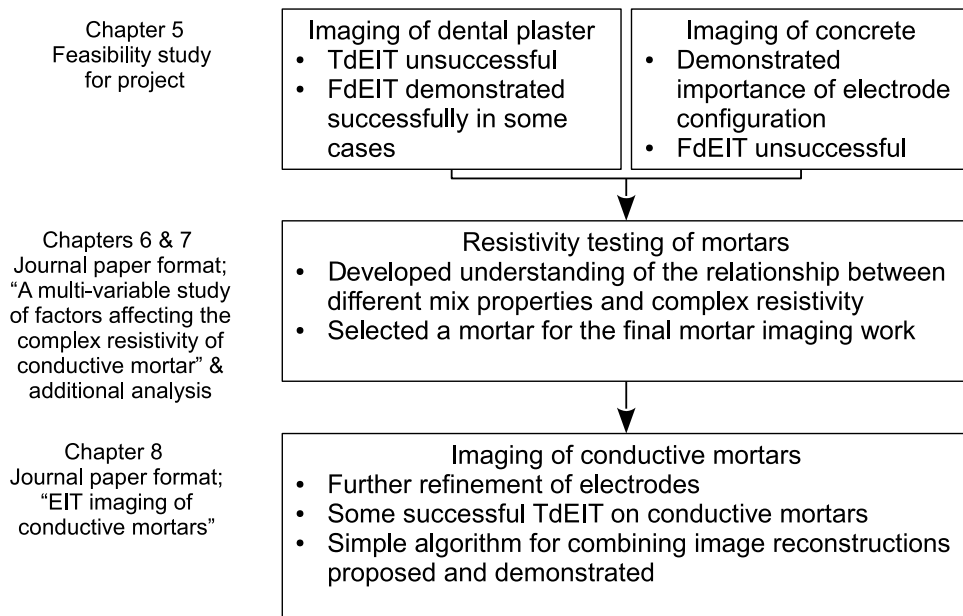 Chapter 5
Feasibility study
for project
Imaging of dental plaster
• TdEIT unsuccessful
• FdEIT demonstrated
successfully in some
cases
Imaging of concrete
• Demonstrated
importance of electrode
configuration
• FdEIT unsuccessful
Chapters 6 & 7
Journal paper format;
“A multi-variable study
of factors affecting the
complex resistivity of
conductive mortar” &
additional analysis
Resistivity testing of mortars
• Developed understanding of the relationship between
different mix properties and complex resistivity
• Selected a mortar for the final mortar imaging work
Chapter 8
Journal paper format;
“EIT imaging of
conductive mortars”
Imaging of conductive mortars
• Further refinement of electrodes
• Some successful TdEIT on conductive mortars
• Simple algorithm for combining image reconstructions
proposed and demonstrated